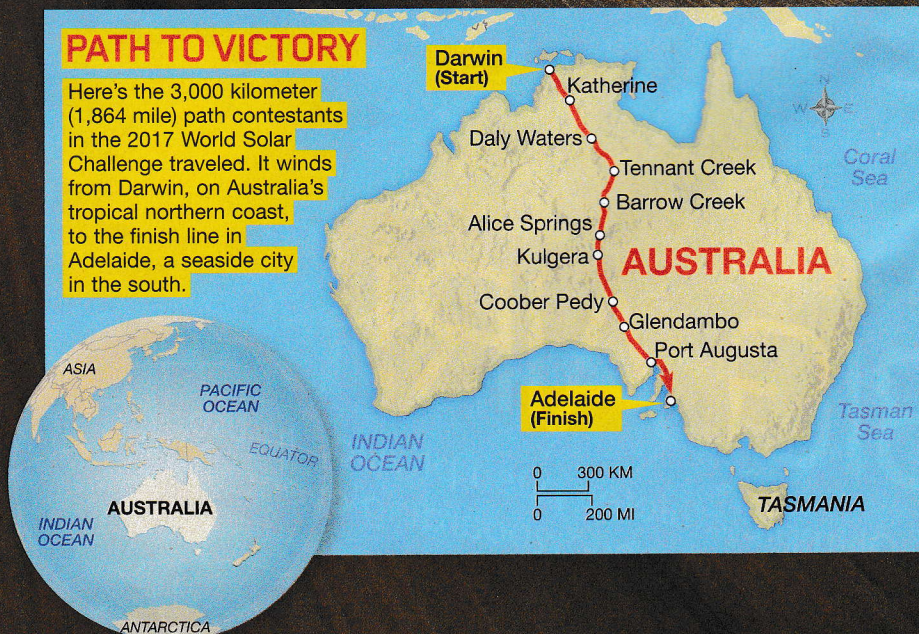 PATH TO VICTORY
Here's the 3,000 kilometer
(1,864 mile) path contestants
in the 2017 World Solar
Challenge traveled. It winds
from Darwin, on Australia's
tropical northern coast,
to the finish line in
Adelaide, a seaside city
in the south.
Darwin
(Start)
Katherine
Daly Waters
Tennant Creek
Barrow Creek
Alice Springs
Kulgera
AUSTRALIA
Coober Pedy
Glendambo
Port Augusta
Adelaide
(Finish)
N
W E
S
Coral
Sea
Tasman
Sea
INDIAN
OCEAN
0 300 KM
0 200 MI
TASMANIA
ASIA
PACIFIC
OCEAN
EQUATOR
AUSTRALIA
INDIAN
OCEAN
ANTARCTICA